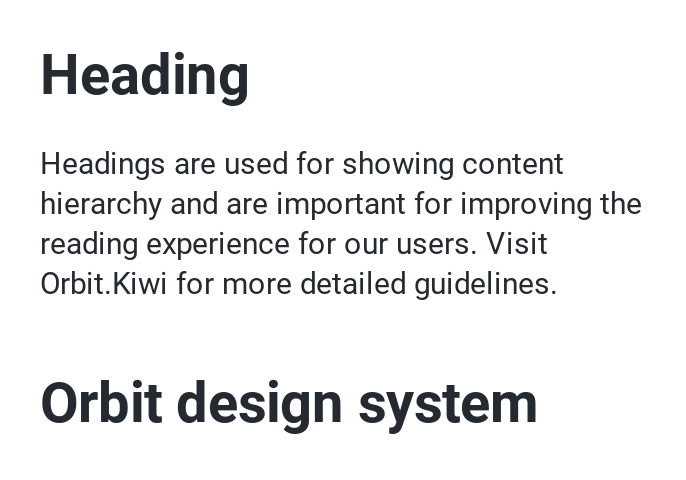 Heading
Headings are used for showing content
hierarchy and are important for improving the
reading experience for our users. Visit
Orbit.Kiwi for more detailed guidelines.
Orbit design system